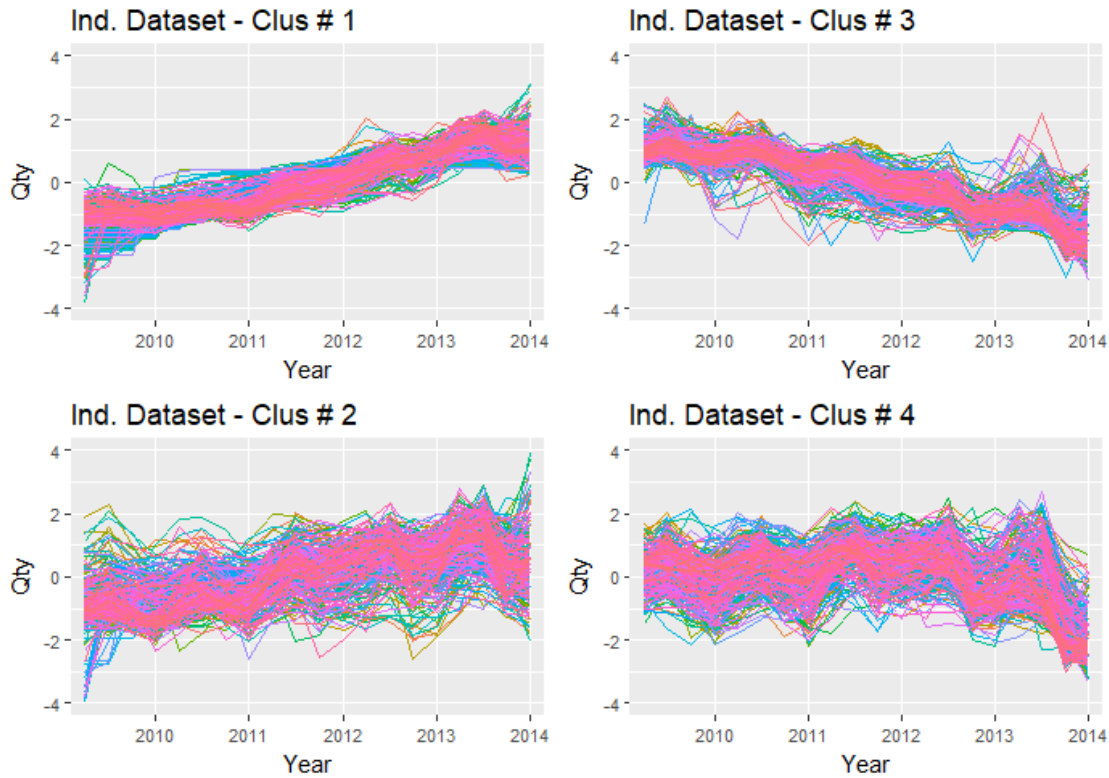 Ind. Dataset - Clus # 1
4
2
0
-2
-4
Qty
2010 2011 2012 2013 2014
Year
Ind. Dataset - Clus # 3
4
2
0
-2
-4
Qty
2010 2011 2012 2013 2014
Year
Ind. Dataset - Clus # 2
4
2
0
-2
-4
Qty
2010 2011 2012 2013 2014
Year
Ind. Dataset - Clus # 4
4
2
0
-2
-4
Qty
2010 2011 2012 2013 2014
Year